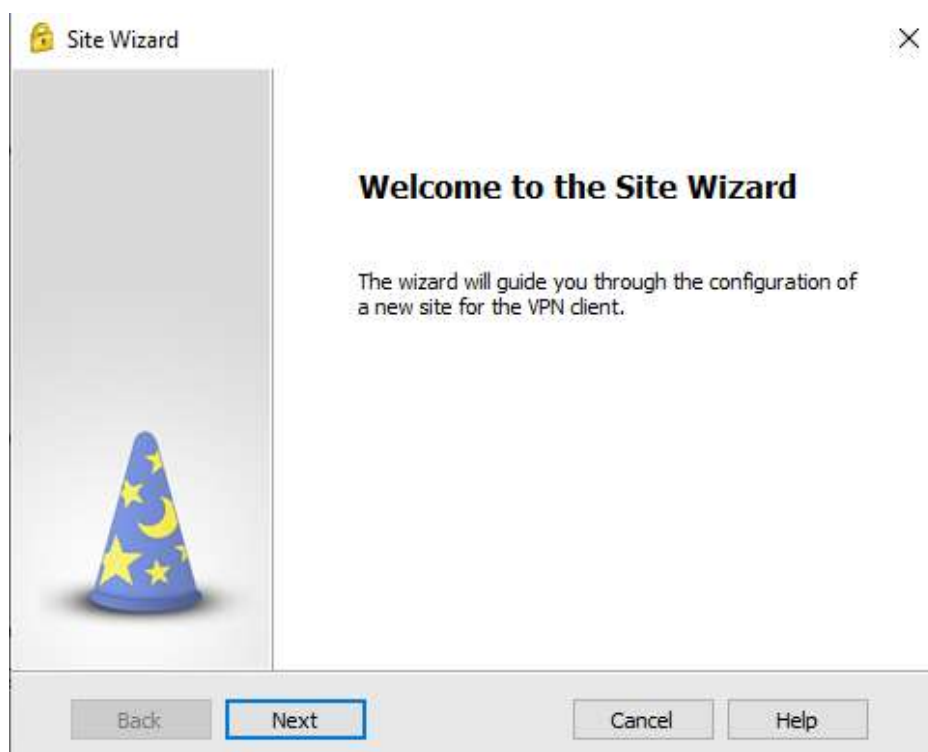 Site Wizard
Welcome to the Site Wizard
The wizard will guide you through the configuration of
a new site for the VPN client.
Back Next Cancel Help